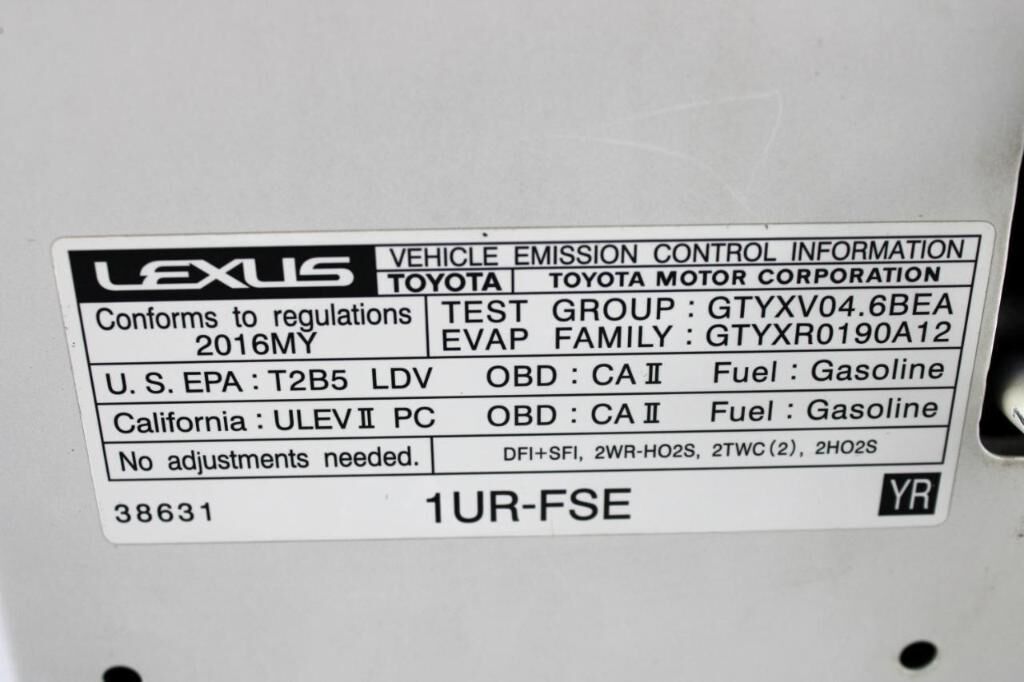 LEXUS
VEHICLE EMISSION CONTROL INFORMATION
TOYOTA TOYOTA MOTOR CORPORATION
Conforms to regulations
2016MY
TEST GROUP : GTYXV04.6BEA
EVAP FAMILY : GTYXR0190A12
U. S. EPA : T2B5 LDV OBD : CA II Fuel : Gasoline
California : ULEV II PC OBD : CA II Fuel : Gasoline
No adjustments needed. DFI+SFI, 2WR-HO2S, 2TWC(2), 2HO2S
38631 1UR-FSE YR